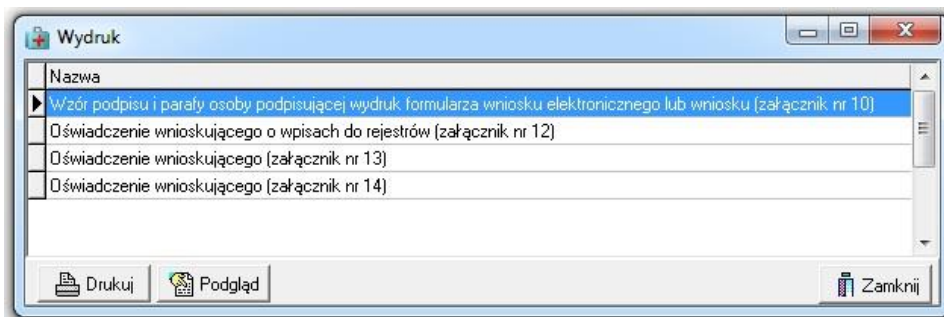 Wydruk
Nazwa
Wzór podpisu i parafy osoby podpisującej wydruk formularza wniosku elektronicznego lub wniosku (załącznik nr 10)
Oświadczenie wnioskującego o wpisach do rejestrów (załącznik nr 12)
Oświadczenie wnioskującego (załącznik nr 13)
Oświadczenie wnioskującego (załącznik nr 14)
Drukuj Podgląd Zamknij